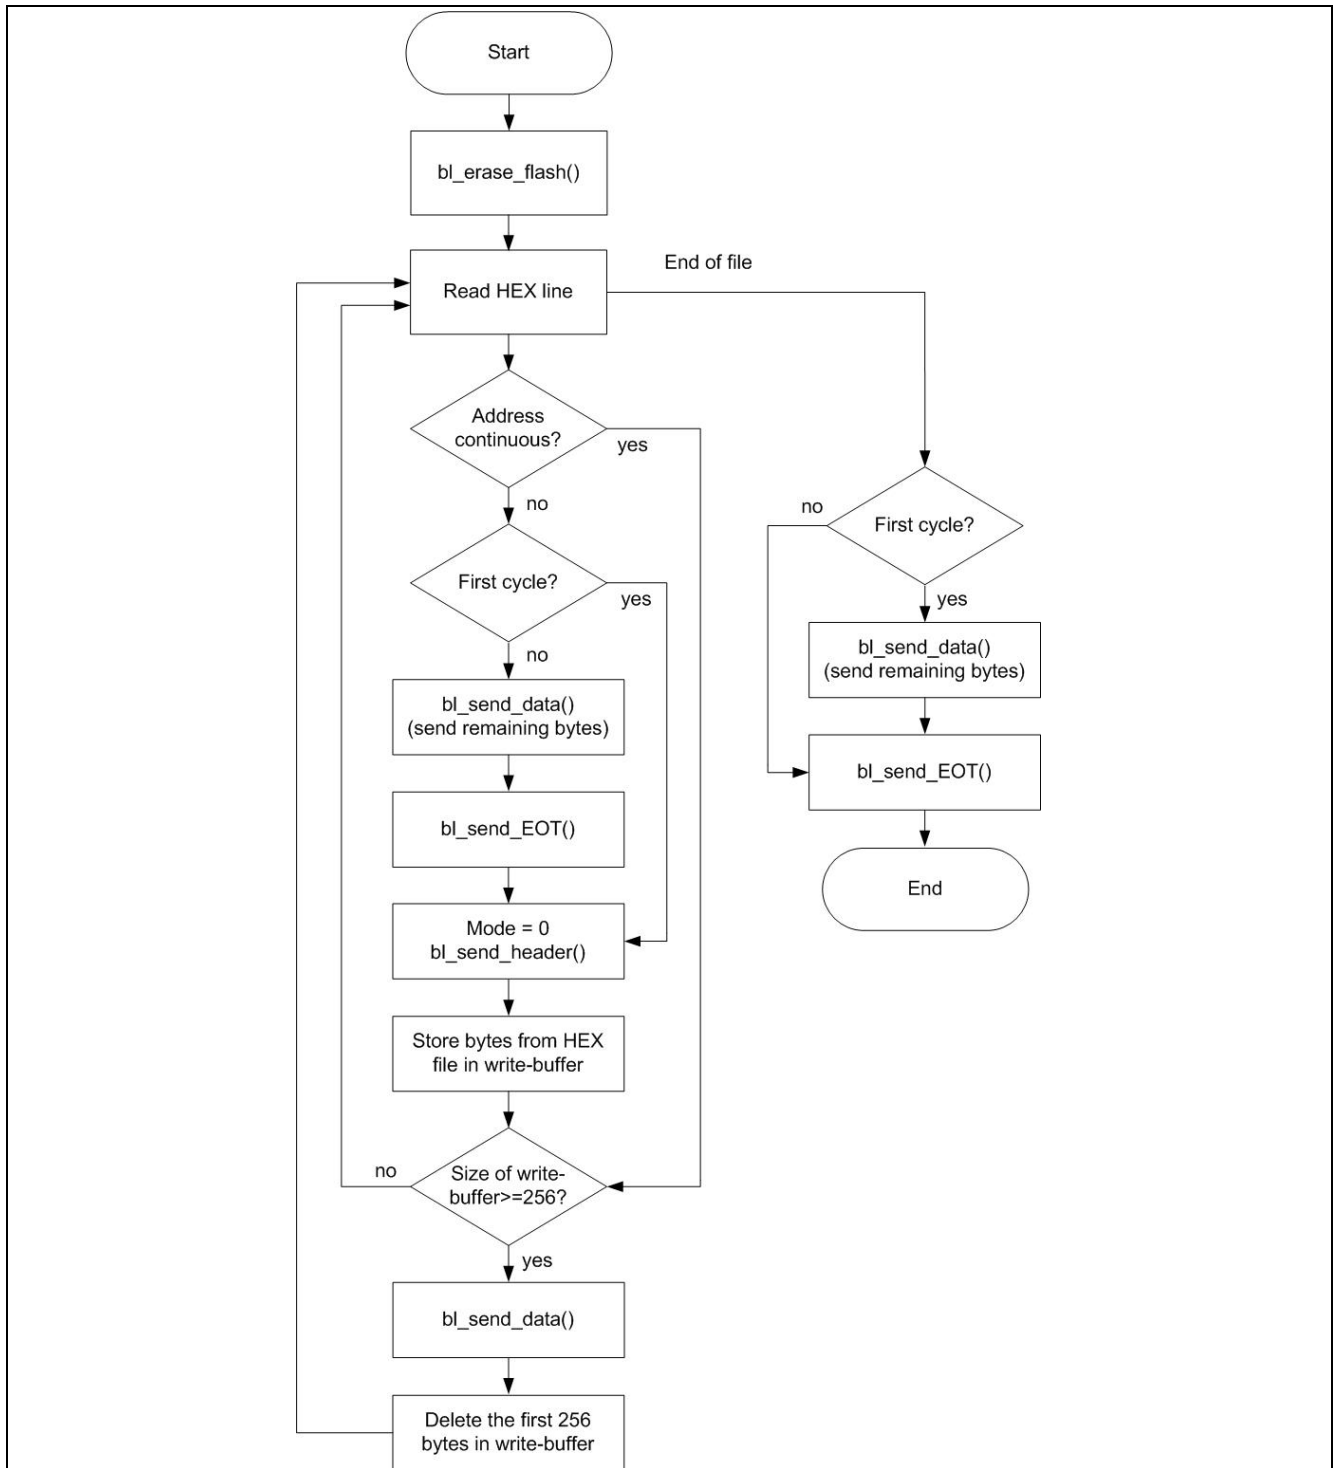 Start
bl_erase_flash()
Read HEX line
End of file
Address
continuous?
yes
no
First cycle?
yes
no
bl_send_data()
(send remaining bytes)
bl_send_EOT()
Mode = 0
bl_send_header()
Store bytes from HEX
file in write-buffer
Size of write-
buffer>=256?
no
yes
bl_send_data()
Delete the first 256
bytes in write-buffer
First cycle?
no
yes
bl_send_data()
(send remaining bytes)
bl_send_EOT()
End